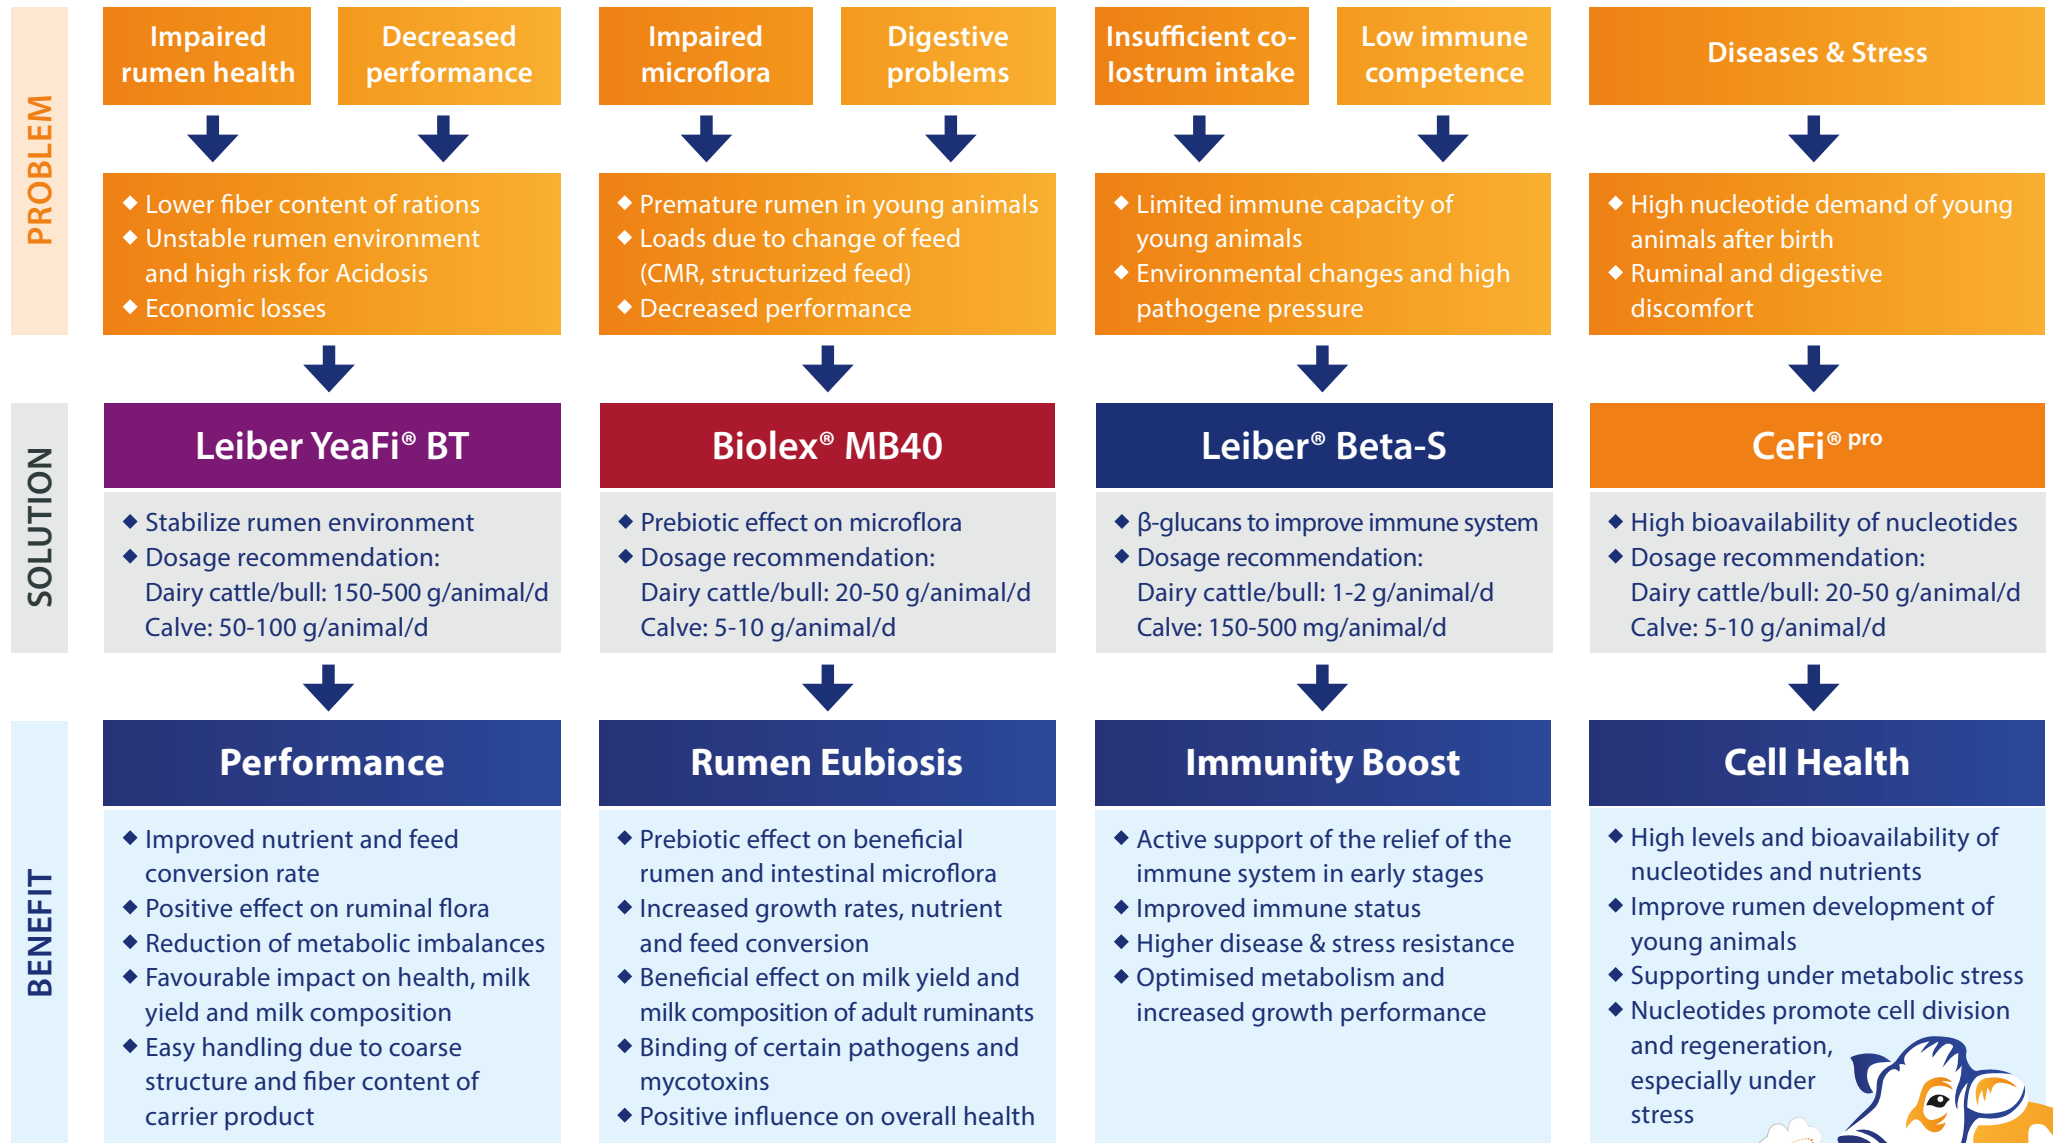 PROBLEM
Impaired
rumen health
Decreased
performance
◆ Lower fiber content of rations
◆ Unstable rumen environment
and high risk for Acidosis
◆ Economic losses
Impaired
microflora
Digestive
problems
◆ Premature rumen in young animals
◆ Loads due to change of feed
(CMR, structurized feed)
◆ Decreased performance
Insufficient co-
lostrum intake
Low immune
competence
◆ Limited immune capacity of
young animals
◆ Environmental changes and high
pathogene pressure
Diseases & Stress
◆ High nucleotide demand of young
animals after birth
◆ Ruminal and digestive
discomfort
SOLUTION
Leiber YeaFi® BT
◆ Stabilize rumen environment
◆ Dosage recommendation:
Dairy cattle/bull: 150-500 g/animal/d
Calve: 50-100 g/animal/d
Biolex® MB40
◆ Prebiotic effect on microflora
◆ Dosage recommendation:
Dairy cattle/bull: 20-50 g/animal/d
Calve: 5-10 g/animal/d
Leiber® Beta-S
◆ β-glucans to improve immune system
◆ Dosage recommendation:
Dairy cattle/bull: 1-2 g/animal/d
Calve: 150-500 mg/animal/d
CeFi® pro
◆ High bioavailability of nucleotides
◆ Dosage recommendation:
Dairy cattle/bull: 20-50 g/animal/d
Calve: 5-10 g/animal/d
BENEFIT
Performance
◆ Improved nutrient and feed
conversion rate
◆ Positive effect on ruminal flora
◆ Reduction of metabolic imbalances
◆ Favourable impact on health, milk
yield and milk composition
◆ Easy handling due to coarse
structure and fiber content of
carrier product
Rumen Eubiosis
◆ Prebiotic effect on beneficial
rumen and intestinal microflora
◆ Increased growth rates, nutrient
and feed conversion
◆ Beneficial effect on milk yield and
milk composition of adult ruminants
◆ Binding of certain pathogens and
mycotoxins
◆ Positive influence on overall health
Immunity Boost
◆ Active support of the relief of the
immune system in early stages
◆ Improved immune status
◆ Higher disease & stress resistance
◆ Optimised metabolism and
increased growth performance
Cell Health
◆ High levels and bioavailability of
nucleotides and nutrients
◆ Improve rumen development of
young animals
◆ Supporting under metabolic stress
◆ Nucleotides promote cell division
and regeneration,
especially under
stress